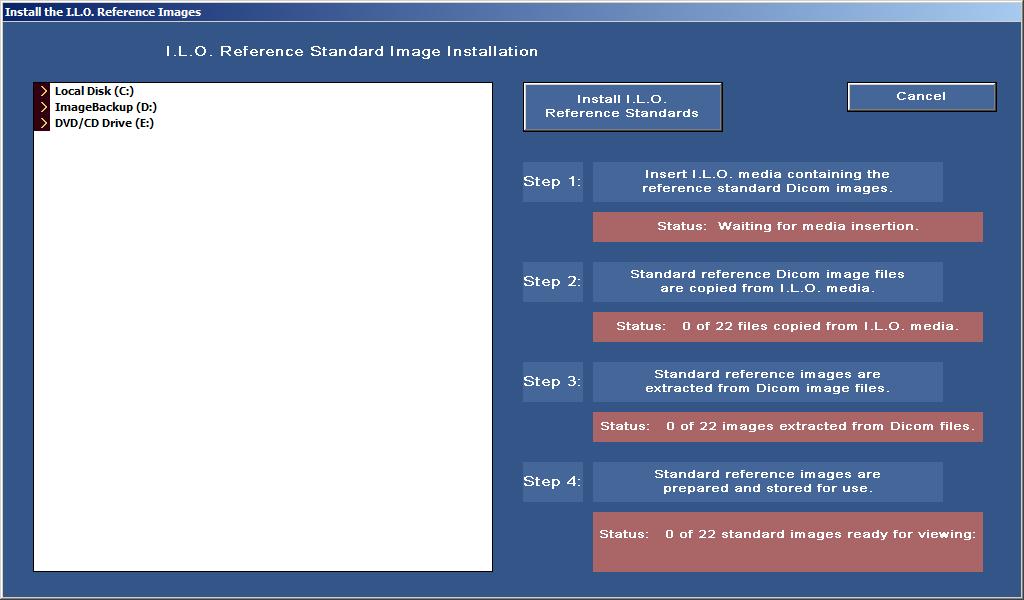 Install the I.L.O. Reference Images
I.L.O. Reference Standard Image Installation
Local Disk (C:)
ImageBackup (D:)
DVD/CD Drive (E:)
Install I.L.O.
Reference Standards
Cancel
Step 1:
Insert I.L.O. media containing the
reference standard Dicom images.
Status: Waiting for media insertion.
Step 2:
Standard reference Dicom image files
are copied from I.L.O. media.
Status: 0 of 22 files copied from I.L.O. media.
Step 3:
Standard reference images are
extracted from Dicom image files.
Status: 0 of 22 images extracted from Dicom files.
Step 4:
Standard reference images are
prepared and stored for use.
Status: 0 of 22 standard images ready for viewing: